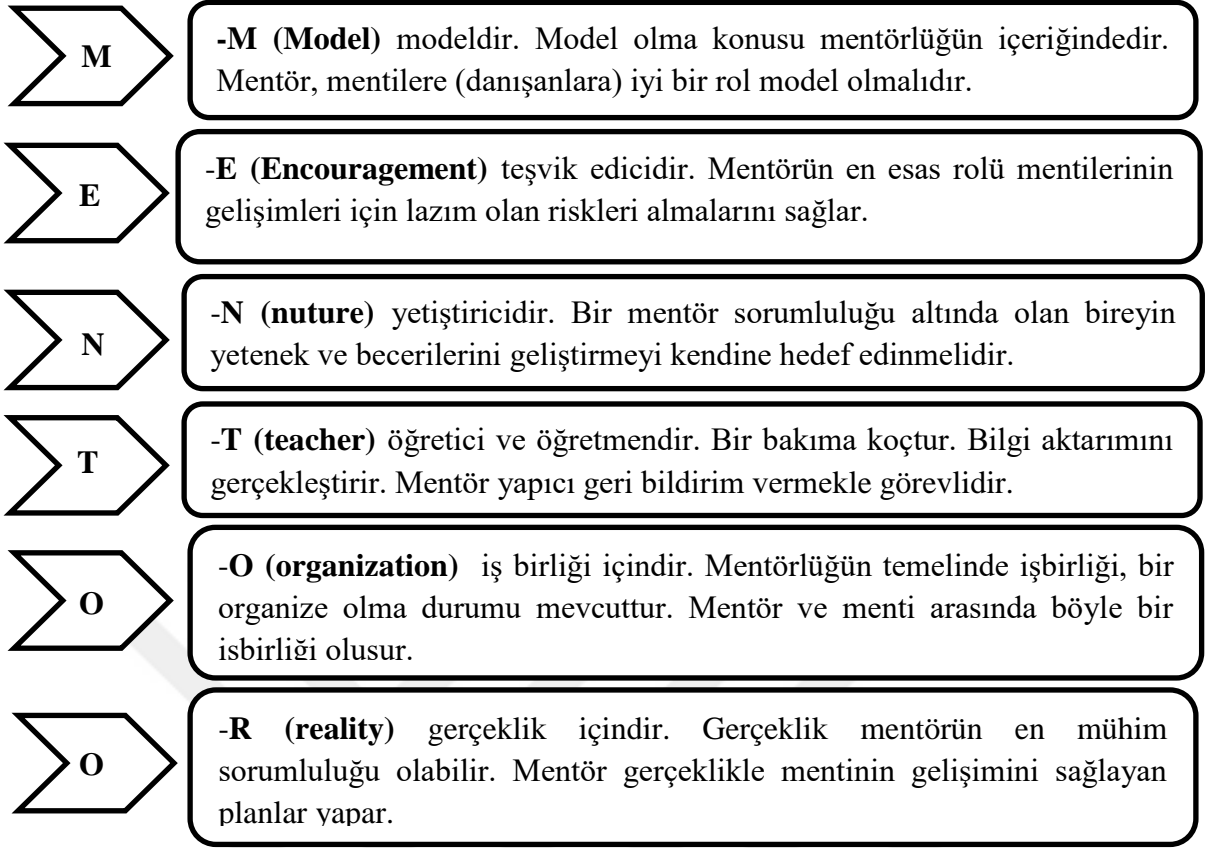 M
-M (Model) modeldir. Model olma konusu mentörlüğün içeriğindedir.
Mentör, mentilere (danışanlara) iyi bir rol model olmalıdır.
E
-E (Encouragement) teşvik edicidir. Mentörün en esas rolü mentilerinin
gelişimleri için lazım olan riskleri almalarını sağlar.
N
-N (nuture) yetiştiricidir. Bir mentör sorumluluğu altında olan bireyin
yetenek ve becerilerini geliştirmeyi kendine hedef edinmelidir.
T
-T (teacher) öğretici ve öğretmendir. Bir bakıma koçtur. Bilgi aktarımını
gerçekleştirir. Mentör yapıcı geri bildirim vermekle görevlidir.
O
-O (organization) iş birliği içindir. Mentörlüğün temelinde işbirliği, bir
organize olma durumu mevcuttur. Mentör ve menti arasında böyle bir
işbirliği oluşur.
O
-R (reality) gerçeklik içindir. Gerçeklik mentörün en mühim
sorumluluğu olabilir. Mentör gerçeklikle mentinin gelişimini sağlayan
planlar yapar.